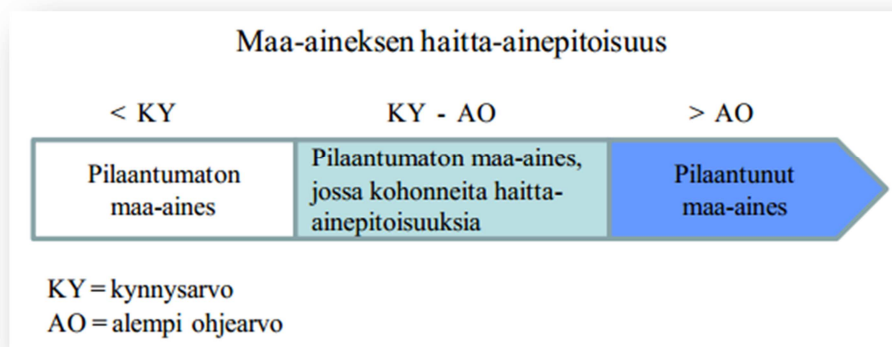 Maa-aineksen haitta-ainepitoisuus
< KY
KY - AO
> AO
Pilaantumaton
maa-aines
Pilaantumaton maa-aines,
jossa kohonneita haitta-
ainepitoisuuksia
Pilaantunut
maa-aines
KY = kynnysarvo
AO = alempi ohjearvo